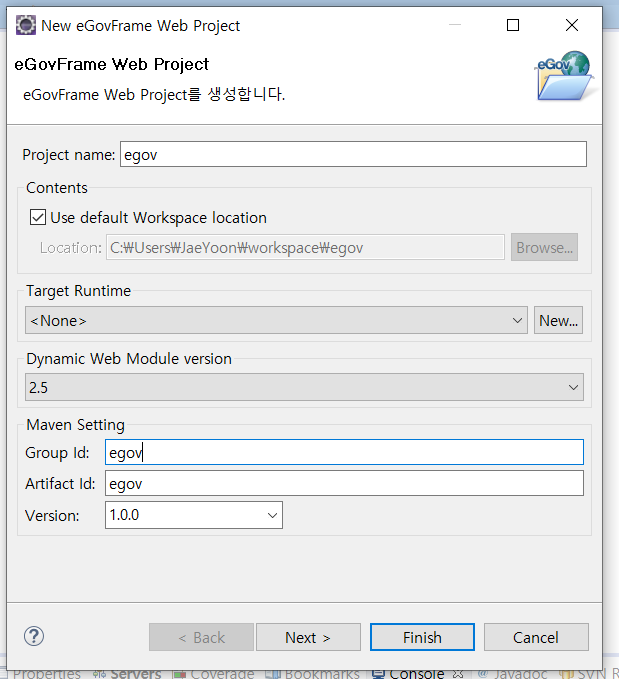 New eGovFrame Web Project
eGovFrame Web Project
eGovFrame Web Project를 생성합니다.
eGov
Project name: egov
Contents
Use default Workspace location
Location: C:₩Users₩JaeYoon₩workspace₩egov Browse...
Target Runtime
<None> New...
Dynamic Web Module version
2.5
Maven Setting
Group Id: egov
Artifact Id: egov
Version: 1.0.0
? < Back Next > Finish Cancel
Properties Servers Coverage Bookmarks Console Javadoc SVN R